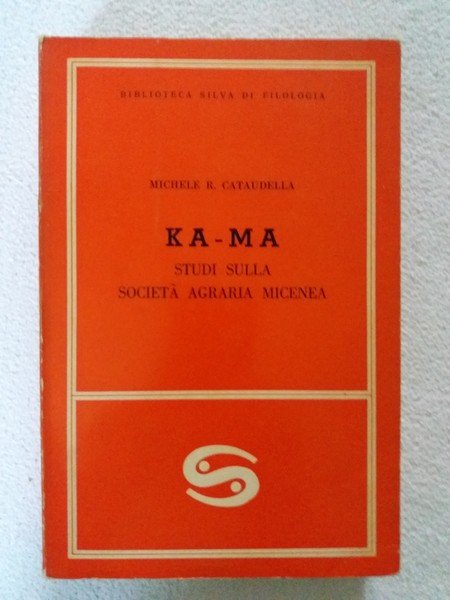 BIBLIOTECA SILVA DI FILOLOGIA
MICHELE R. CATAUDELLA
KA-MA
STUDI SULLA
SOCIETÀ AGRARIA MICENEA